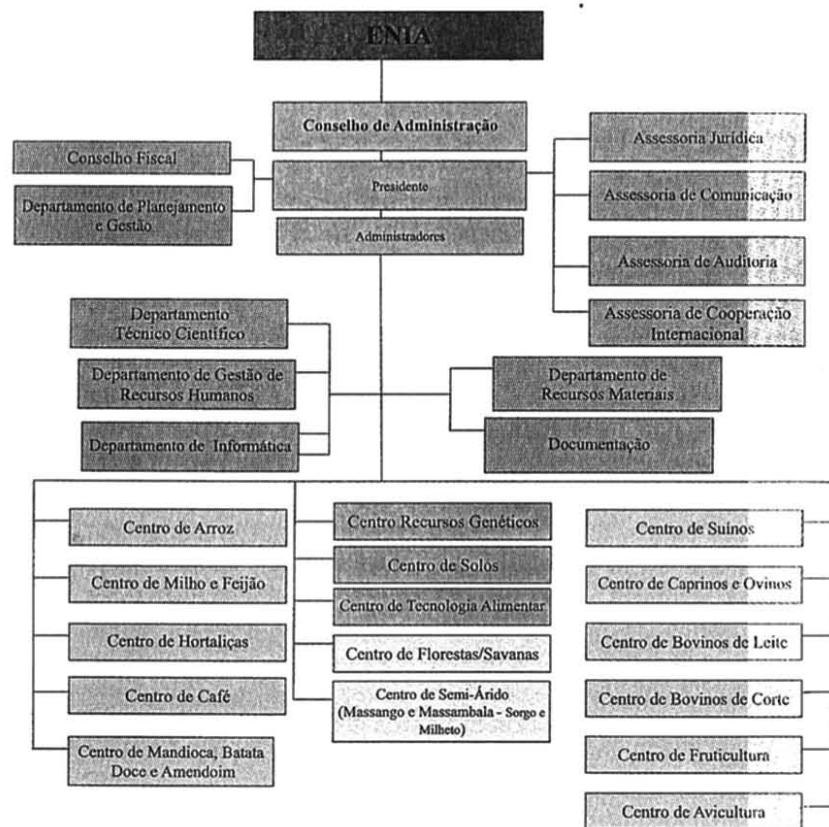 ENIA
Conselho de Administração
Conselho Fiscal
Presidente
Departamento de Planejamento
e Gestão
Administradores
Assessoria Jurídica
Assessoria de Comunicação
Assessoria de Auditoria
Assessoria de Cooperação
Internacional
Departamento
Técnico Científico
Departamento de Gestão de
Recursos Humanos
Departamento de Informática
Departamento de
Recursos Materiais
Documentação
Centro de Arroz
Centro de Milho e Feijão
Centro de Hortaliças
Centro de Café
Centro de Mandioca, Batata
Doce e Amendoim
Centro Recursos Genéticos
Centro de Solos
Centro de Tecnologia Alimentar
Centro de Florestas/Savanas
Centro de Semi-Árido
(Massango e Massambala - Sorgo e
Milheto)
Centro de Suínos
Centro de Caprinos e Ovinos
Centro de Bovinos de Leite
Centro de Bovinos de Corte
Centro de Fruticultura
Centro de Avicultura